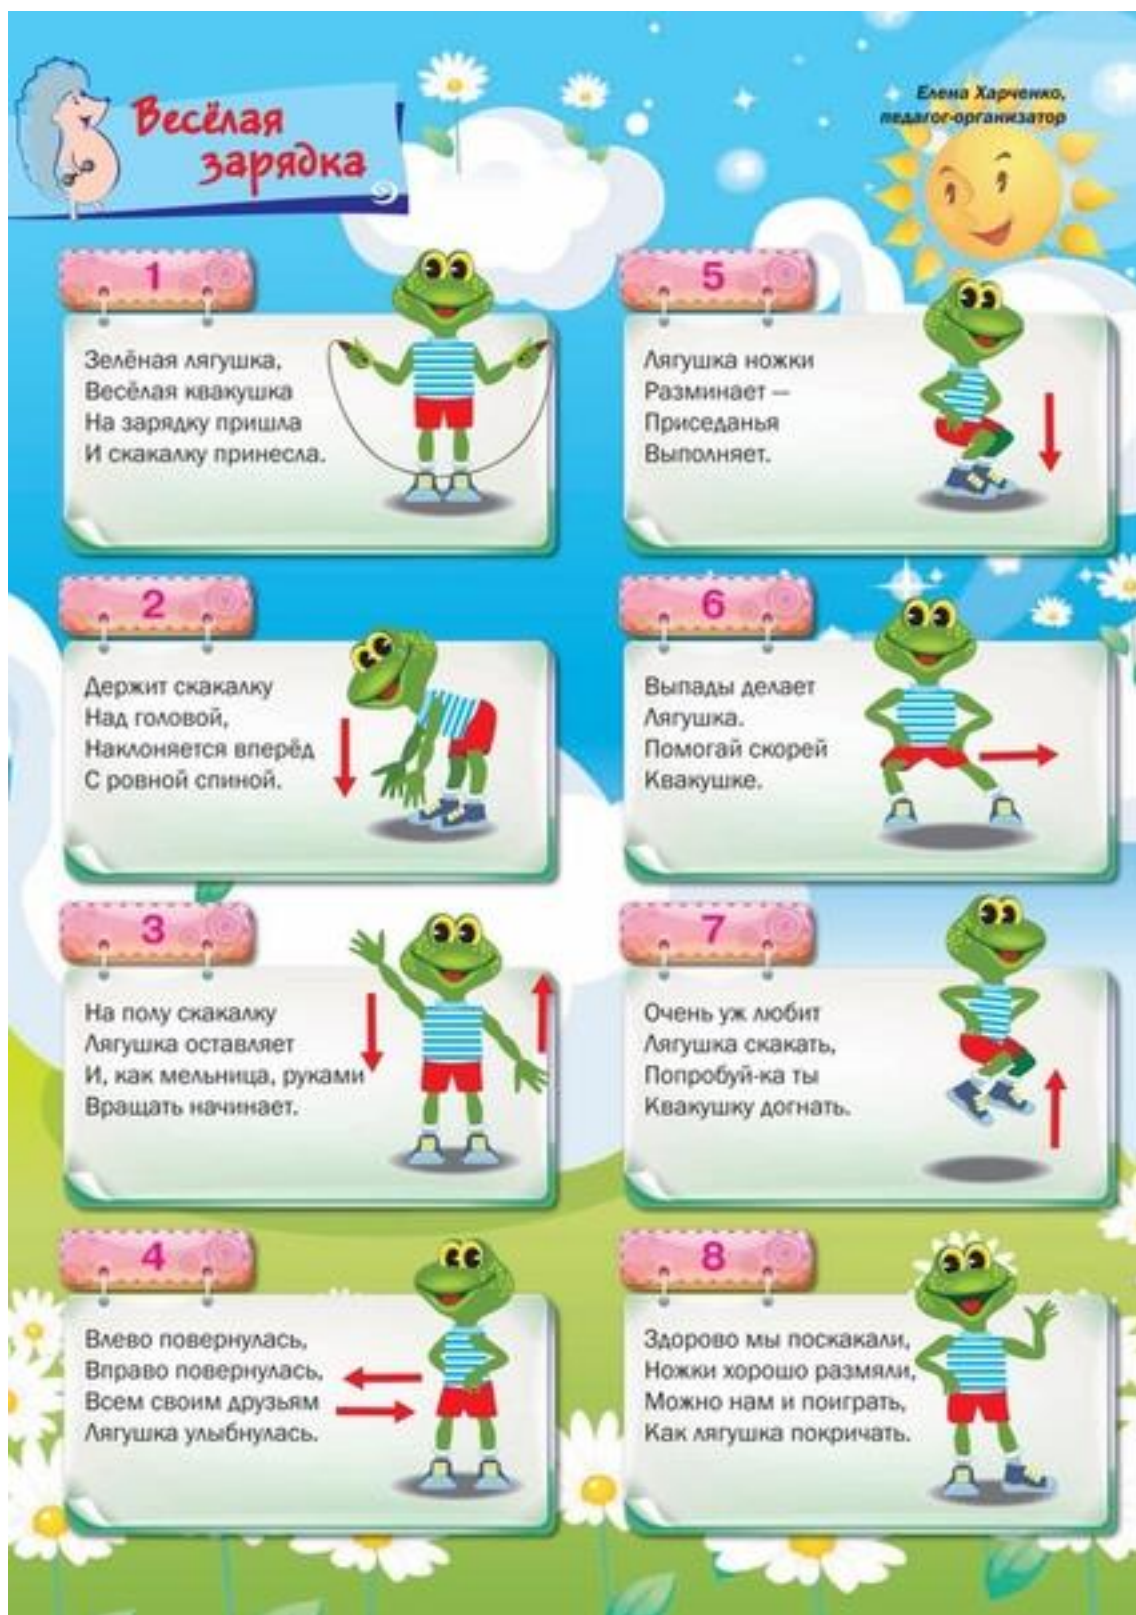 Весёлая
зарядка
Елена Харченко,
педагог-организатор
1
Зелёная лягушка,
Весёлая квакушка
На зарядку пришла
И скакалку принесла.
2
Держит скакалку
Над головой,
Наклоняется вперёд
С ровной спиной.
3
На полу скакалку
Лягушка оставляет
И, как мельница, руками
Вращать начинает.
4
Влево повернулась,
Вправо повернулась,
Всем своим друзьям
Лягушка улыбнулась.
5
Лягушка ножки
Разминает —
Приседанья
Выполняет.
6
Выпады делает
Лягушка.
Помогай скорей
Квакушке.
7
Очень уж любит
Лягушка скакать,
Попробуй-ка ты
Квакушку догнать.
8
Здорово мы поскакали,
Ножки хорошо размяли,
Можно нам и поиграть,
Как лягушка покричать.